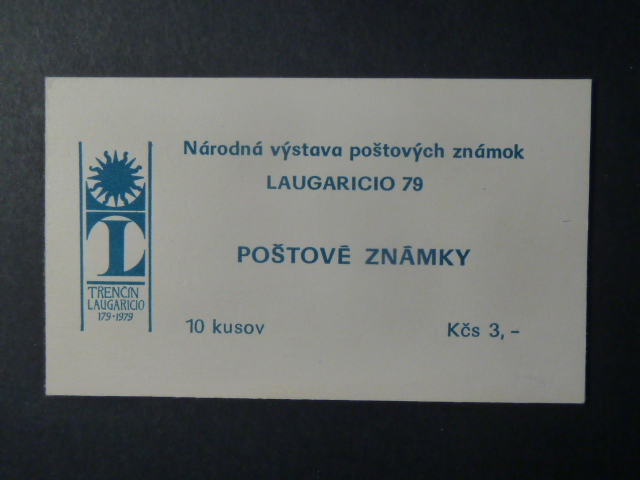 Národná výstava poštových známok
LAUGARICIO 79
POŠTOVÉ ZNÁMKY
L
TRENČÍN
LAUGARICIO
179·1979
10 kusov
Kčs 3,–